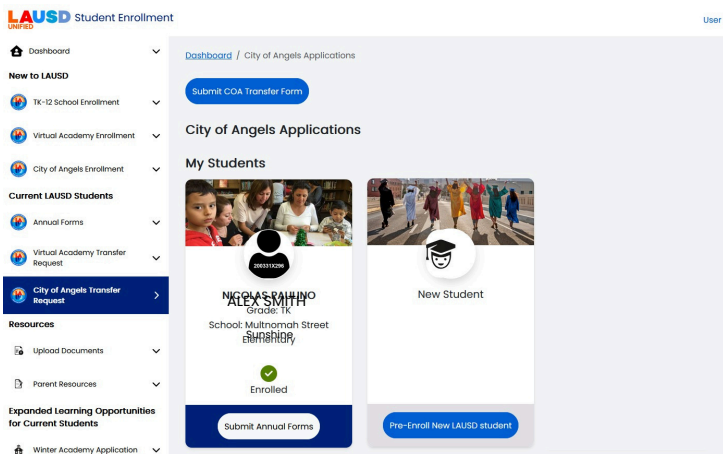 LAUSD
UNIFIED
Student Enrollment
User
Dashboard
New to LAUSD
TK-12 School Enrollment
Virtual Academy Enrollment
City of Angels Enrollment
Current LAUSD Students
Annual Forms
Virtual Academy Transfer
Request
City of Angels Transfer
Request
Resources
Upload Documents
Parent Resources
Expanded Learning Opportunities
for Current Students
Winter Academy Application
Dashboard / City of Angels Applications
Submit COA Transfer Form
City of Angels Applications
My Students
200331X296
NICOLAS PAULINO
ALEX SMITH
Grade: TK
School: Multnomah Street
Sunshine
Elementary
Enrolled
Submit Annual Forms
New Student
Pre-Enroll New LAUSD student